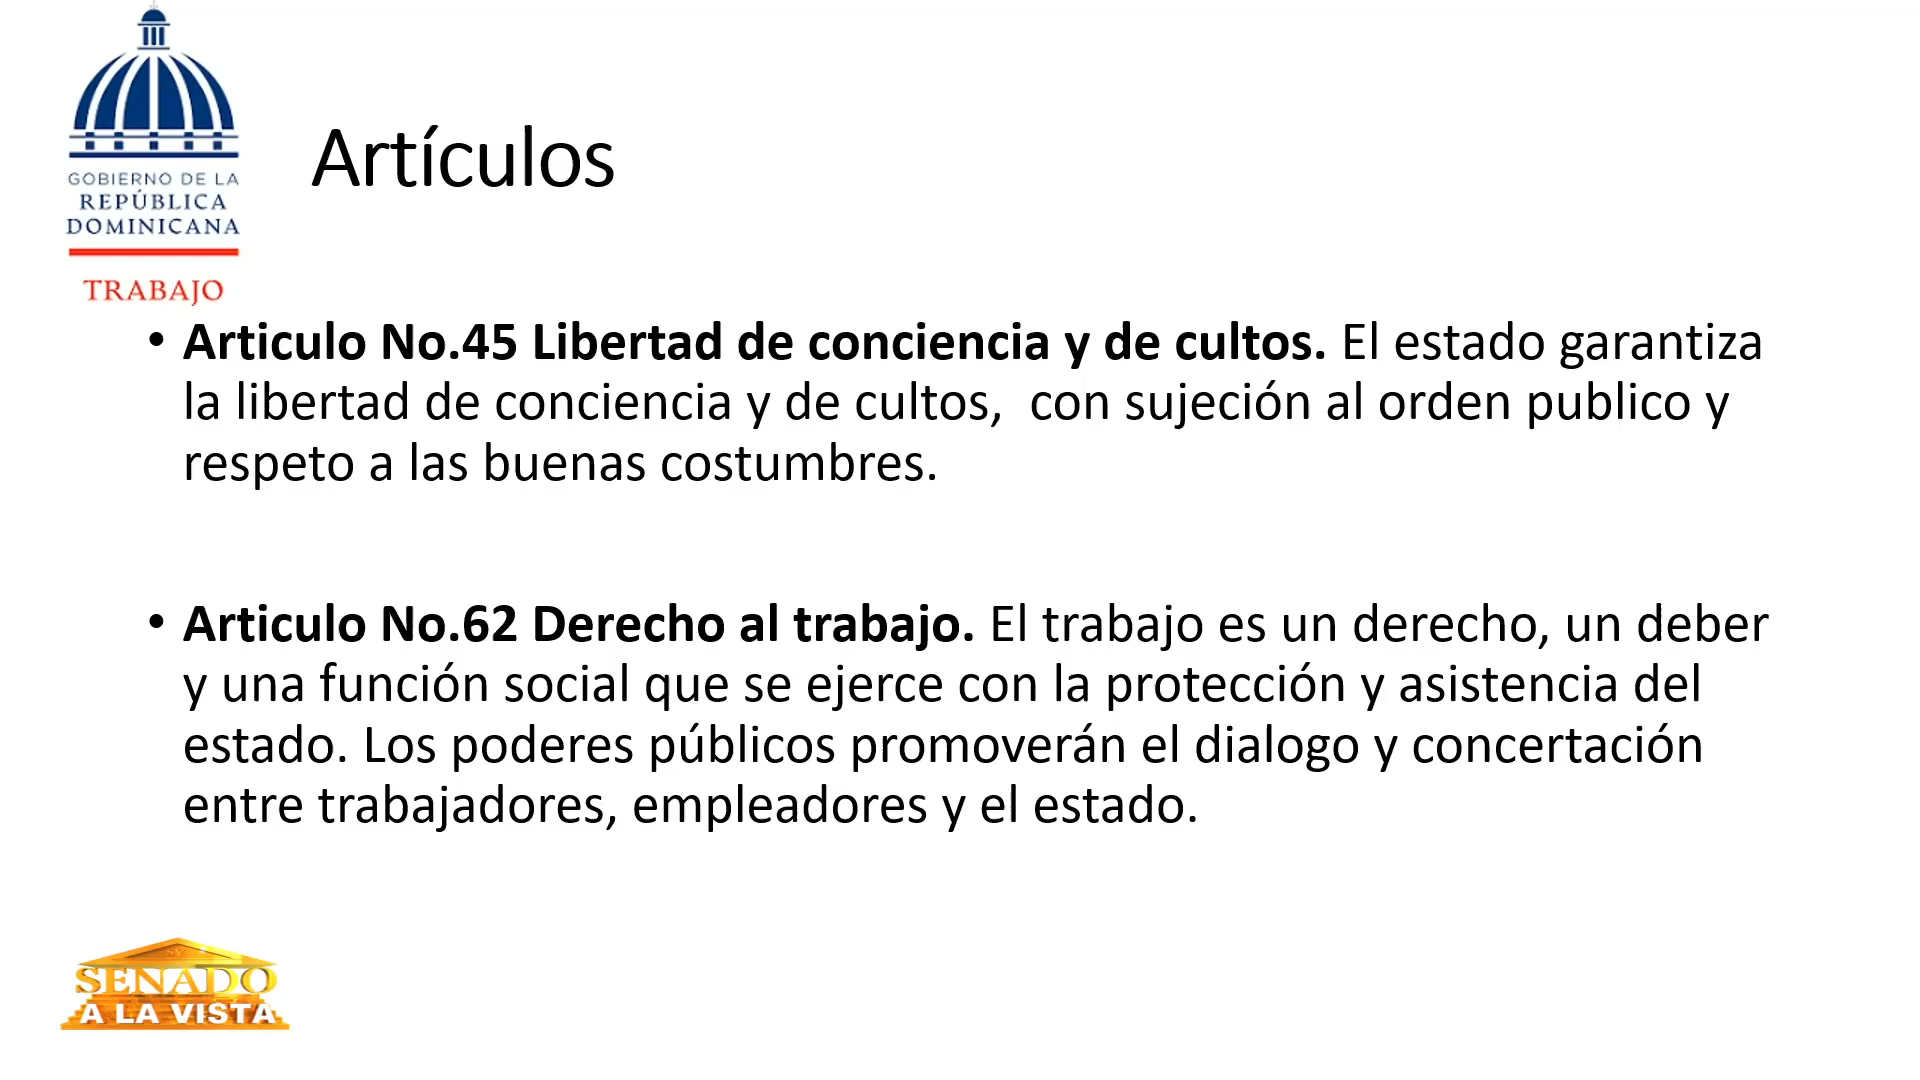 GOBIERNO DE LA
REPÚBLICA
DOMINICANA
TRABAJO
Artículos
• Articulo No.45 Libertad de conciencia y de cultos. El estado garantiza
la libertad de conciencia y de cultos,  con sujeción al orden publico y
respeto a las buenas costumbres.
• Articulo No.62 Derecho al trabajo. El trabajo es un derecho, un deber
y una función social que se ejerce con la protección y asistencia del
estado. Los poderes públicos promoverán el dialogo y concertación
entre trabajadores, empleadores y el estado.
SENADO
A LA VISTA